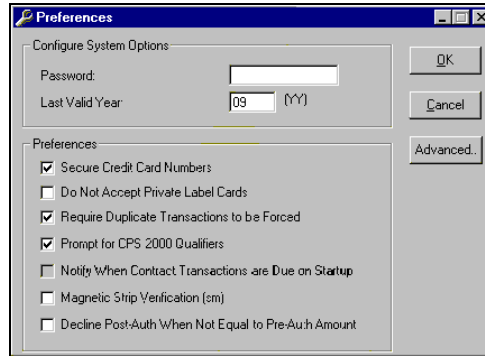 Preferences
Configure System Options
Password:
Last Valid Year
09 (YY)
OK
Cancel
Advanced..
Preferences
Secure Credit Card Numbers
Do Not Accept Private Label Cards
Require Duplicate Transactions to be Forced
Prompt for CPS 2000 Qualifiers
Notify When Contract Transactions are Due on Startup
Magnetic Strip Verification (sm)
Decline Post-Auth When Not Equal to Pre-Auth Amount